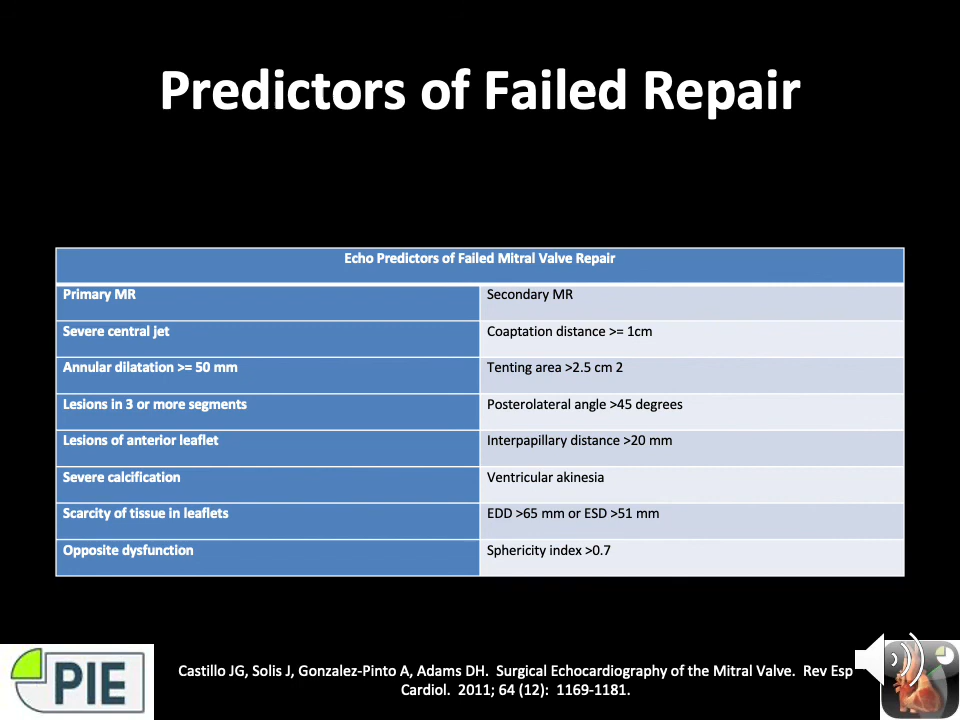 Predictors of Failed Repair
Echo Predictors of Failed Mitral Valve Repair
Primary MR
Secondary MR
Severe central jet
Coaptation distance >= 1cm
Annular dilatation >= 50 mm
Tenting area >2.5 cm 2
Lesions in 3 or more segments
Posterolateral angle >45 degrees
Lesions of anterior leaflet
Interpapillary distance >20 mm
Severe calcification
Ventricular akinesia
Scarcity of tissue in leaflets
EDD >65 mm or ESD >51 mm
Opposite dysfunction
Sphericity index >0.7
PIE
Castillo JG, Solis J, Gonzalez-Pinto A, Adams DH. Surgical Echocardiography of the Mitral Valve. Rev Esp
Cardiol. 2011; 64 (12): 1169-1181.